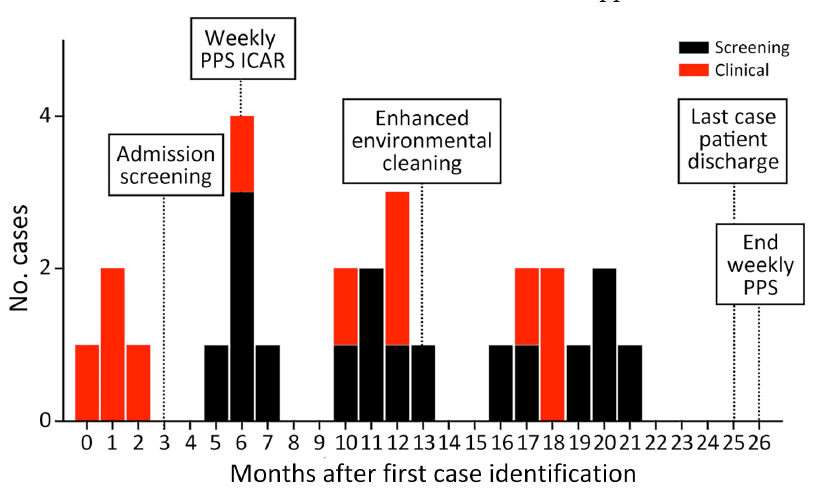 Weekly
PPS ICAR
Screening
Clinical
Admission
screening
Enhanced
environmental
cleaning
Last case
patient
discharge
End
weekly
PPS
No. cases
4
2
0
0 1 2 3 4 5 6 7 8 9 10 11 12 13 14 15 16 17 18 19 20 21 22 23 24 25 26
Months after first case identification